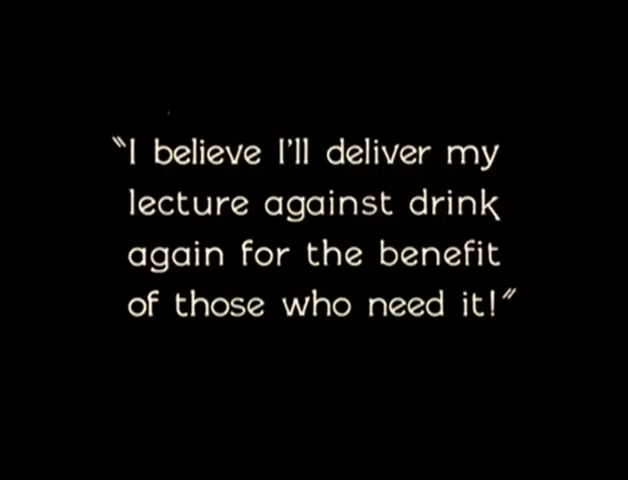 "I believe I'll deliver my
lecture against drink
again for the benefit
of those who need it!"